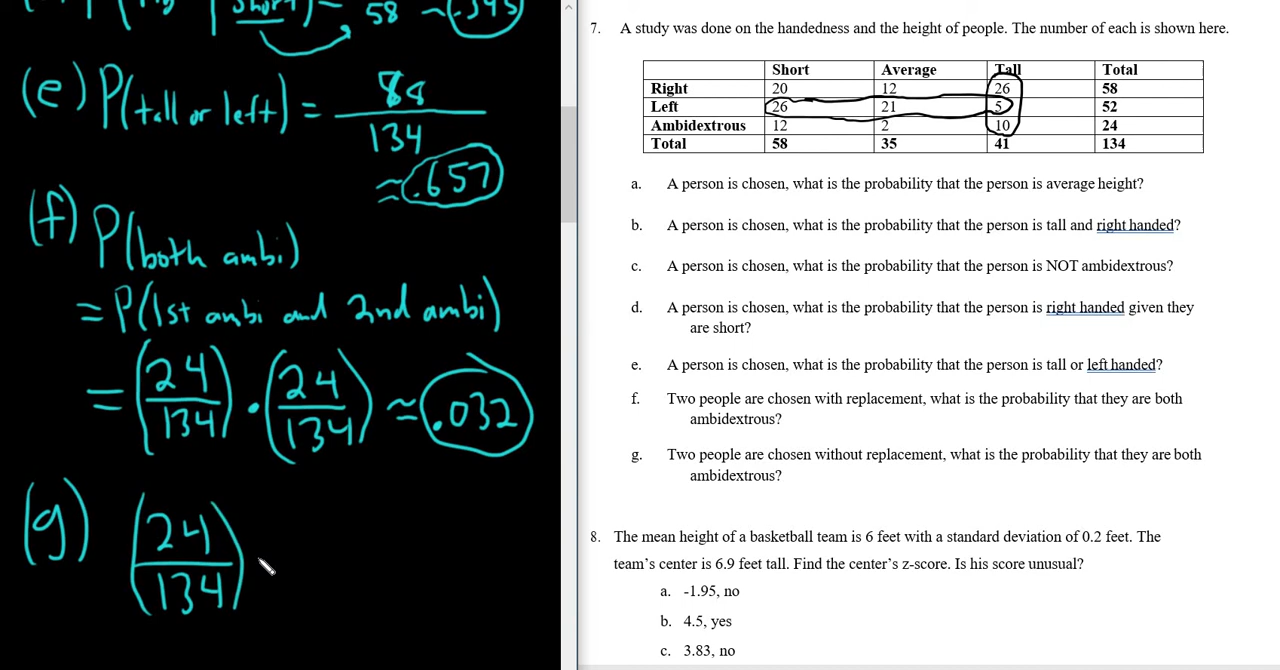 short) = 58 ≈ .345
(e) P(tall or left) = 88/134
≈ .657
(f) P(both ambi)
= P(1st ambi and 2nd ambi)
= (24/134) · (24/134) ≈ .032
(g) (24/134)
7. A study was done on the handedness and the height of people. The number of each is shown here.
Short Average Tall Total
Right 20 12 26 58
Left 26 21 5 52
Ambidextrous 12 2 10 24
Total 58 35 41 134
a. A person is chosen, what is the probability that the person is average height?
b. A person is chosen, what is the probability that the person is tall and right handed?
c. A person is chosen, what is the probability that the person is NOT ambidextrous?
d. A person is chosen, what is the probability that the person is right handed given they
are short?
e. A person is chosen, what is the probability that the person is tall or left handed?
f. Two people are chosen with replacement, what is the probability that they are both
ambidextrous?
g. Two people are chosen without replacement, what is the probability that they are both
ambidextrous?
8. The mean height of a basketball team is 6 feet with a standard deviation of 0.2 feet. The
team's center is 6.9 feet tall. Find the center's z-score. Is his score unusual?
a. -1.95, no
b. 4.5, yes
c. 3.83, no